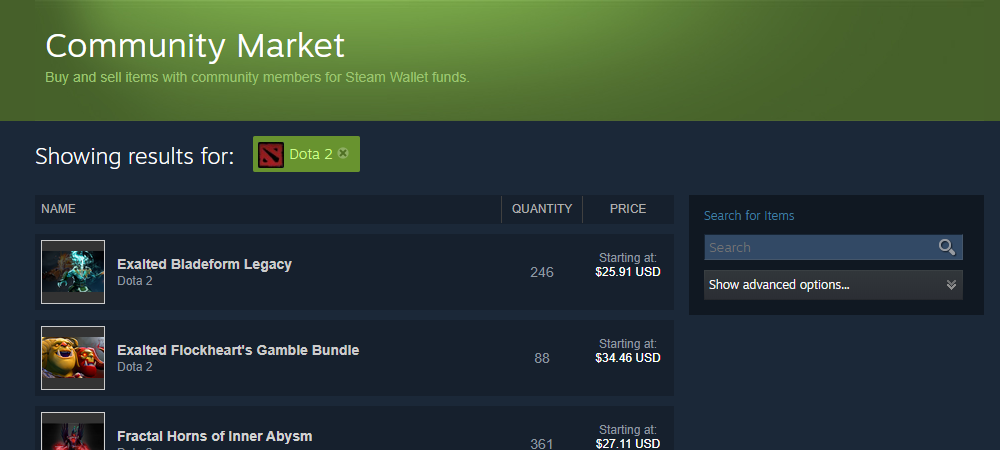 Community Market
Buy and sell items with community members for Steam Wallet funds.
Showing results for: Dota 2
NAME QUANTITY PRICE
Search for Items
Search
Show advanced options...
Exalted Bladeform Legacy
Dota 2
246
Starting at:
$25.91 USD
Exalted Flockheart's Gamble Bundle
Dota 2
88
Starting at:
$34.46 USD
Fractal Horns of Inner Abysm
Dota 2
361
Starting at:
$27.11 USD